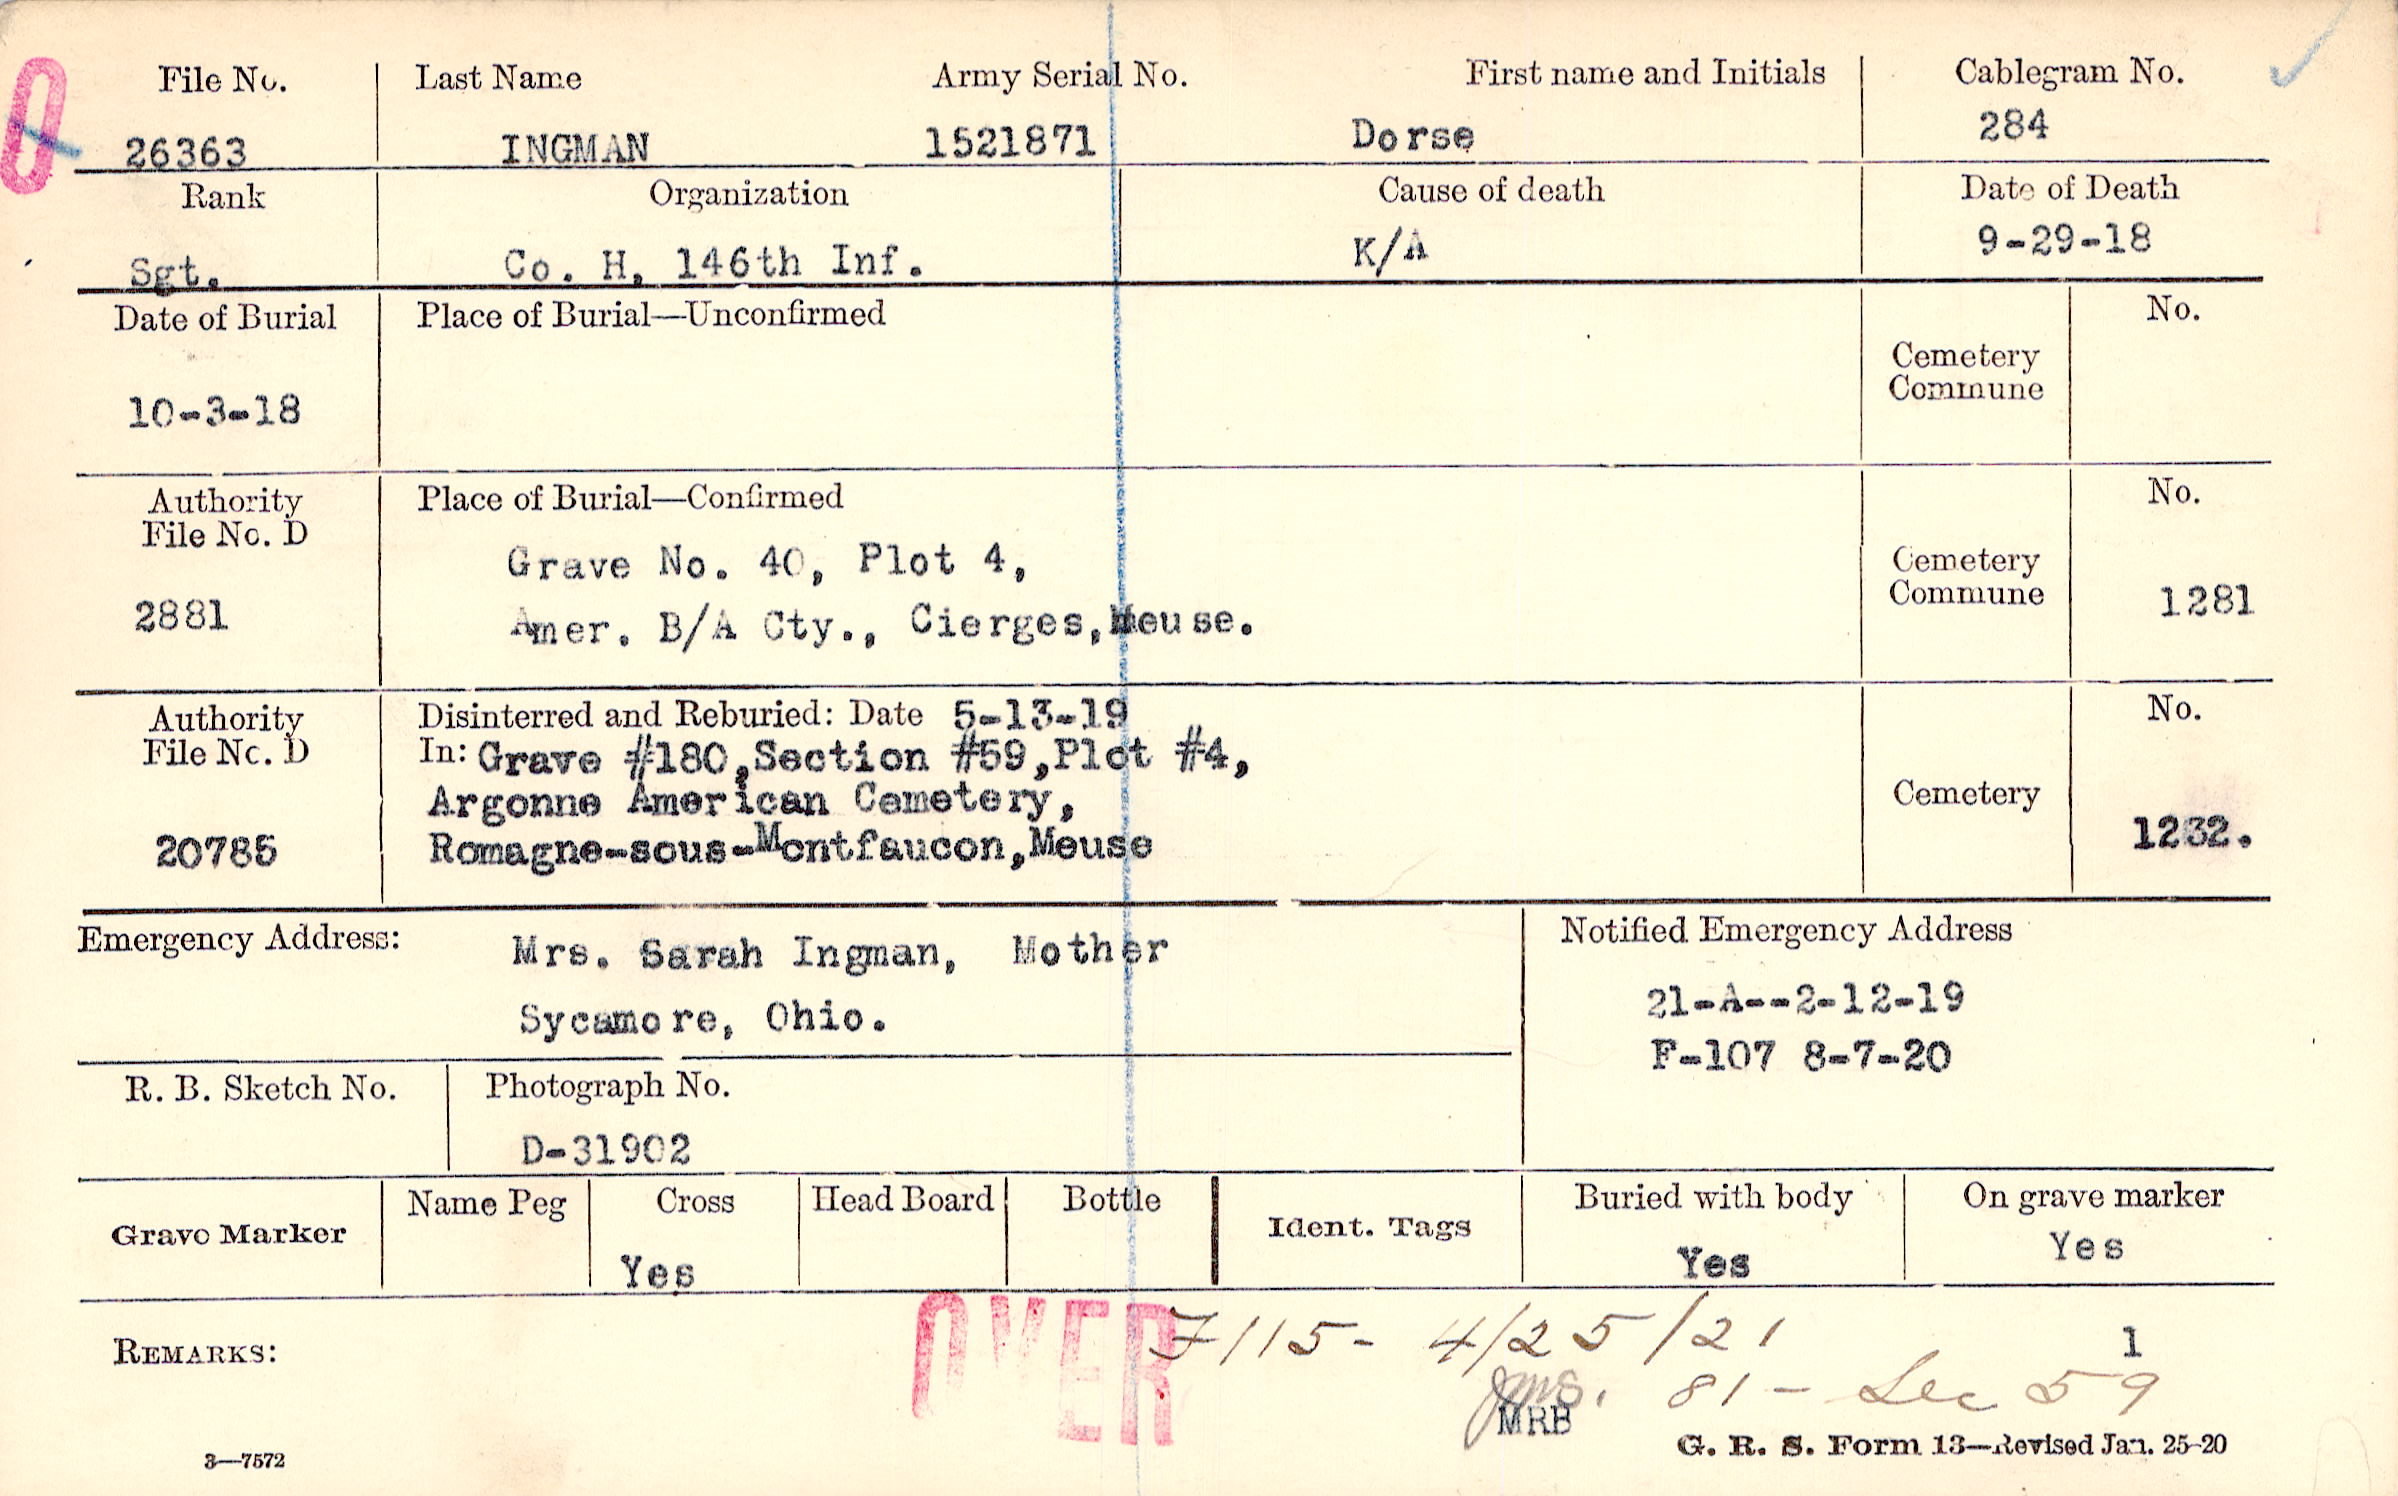 File No. Last Name Army Serial No. First name and Initials Cablegram No.
26363 INGMAN 1521871 Dorse 284
Rank Organization Cause of death Date of Death
Sgt. Co. H, 146th Inf. K/A 9-29-18
Date of Burial Place of Burial—Unconfirmed No.
Cemetery
Commune
10-3-18
Authority Place of Burial—Confirmed No.
File No. D
Grave No. 40, Plot 4, Cemetery
2881 Amer. B/A Cty., Cierges, Meuse. Commune 1281
Authority Disinterred and Reburied: Date 5-13-19 No.
File No. D In: Grave #180, Section #59, Plot #4,
Argonne American Cemetery, Cemetery
20785 Romagne-sous-Montfaucon, Meuse 1232.
Emergency Address: Mrs. Sarah Ingman, Mother Notified Emergency Address
21-A--2-12-19
Sycamore, Ohio.
F-107 8-7-20
R. B. Sketch No. Photograph No.
D-31902
Grave Marker Name Peg Cross Head Board Bottle Ident. Tags Buried with body On grave marker
Yes Yes Yes
OVER 7115- 4/25/21 1
REMARKS:
81- Sec 59
MRB
3—7572 G. R. S. Form 13—Revised Jan. 25-20